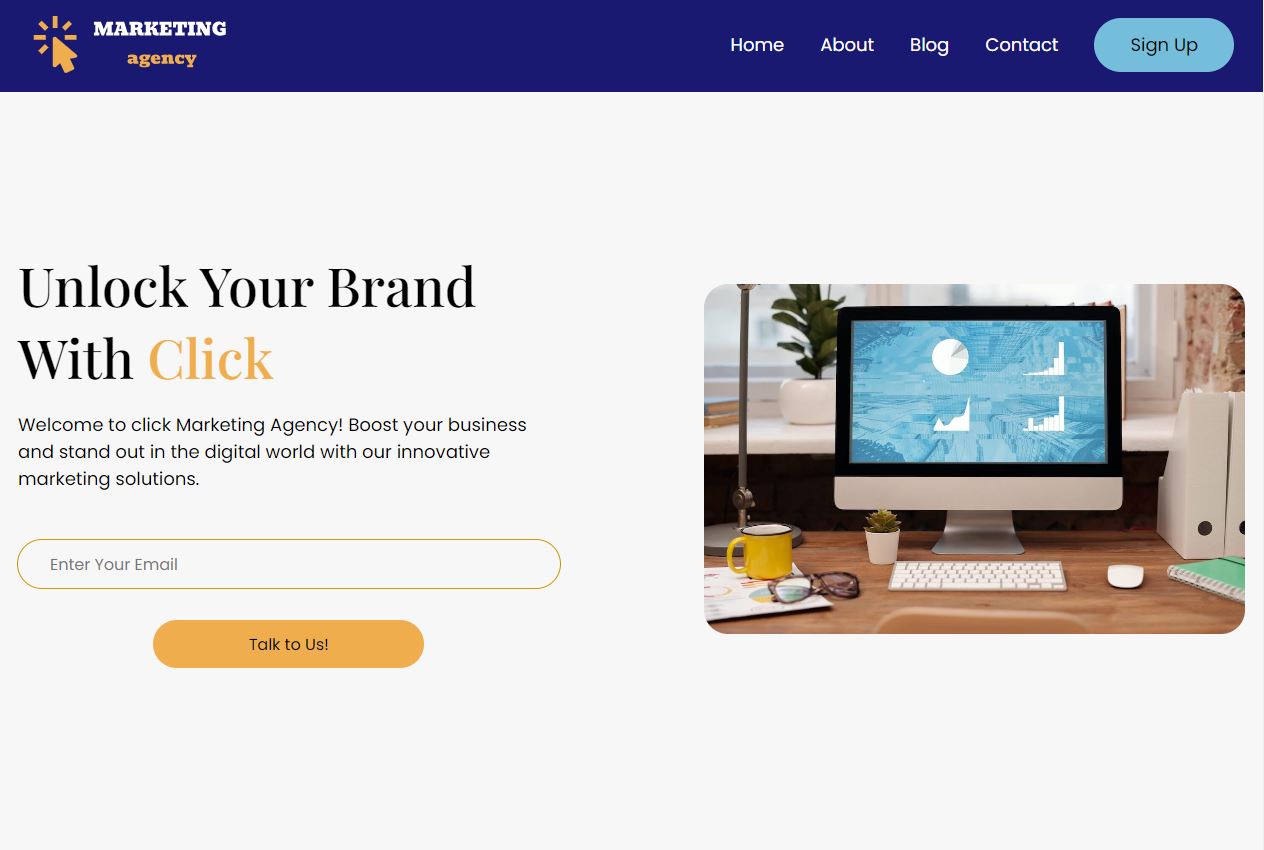 MARKETING
agency
Home About Blog Contact Sign Up
Unlock Your Brand
With Click
Welcome to click Marketing Agency! Boost your business
and stand out in the digital world with our innovative
marketing solutions.
Enter Your Email
Talk to Us!